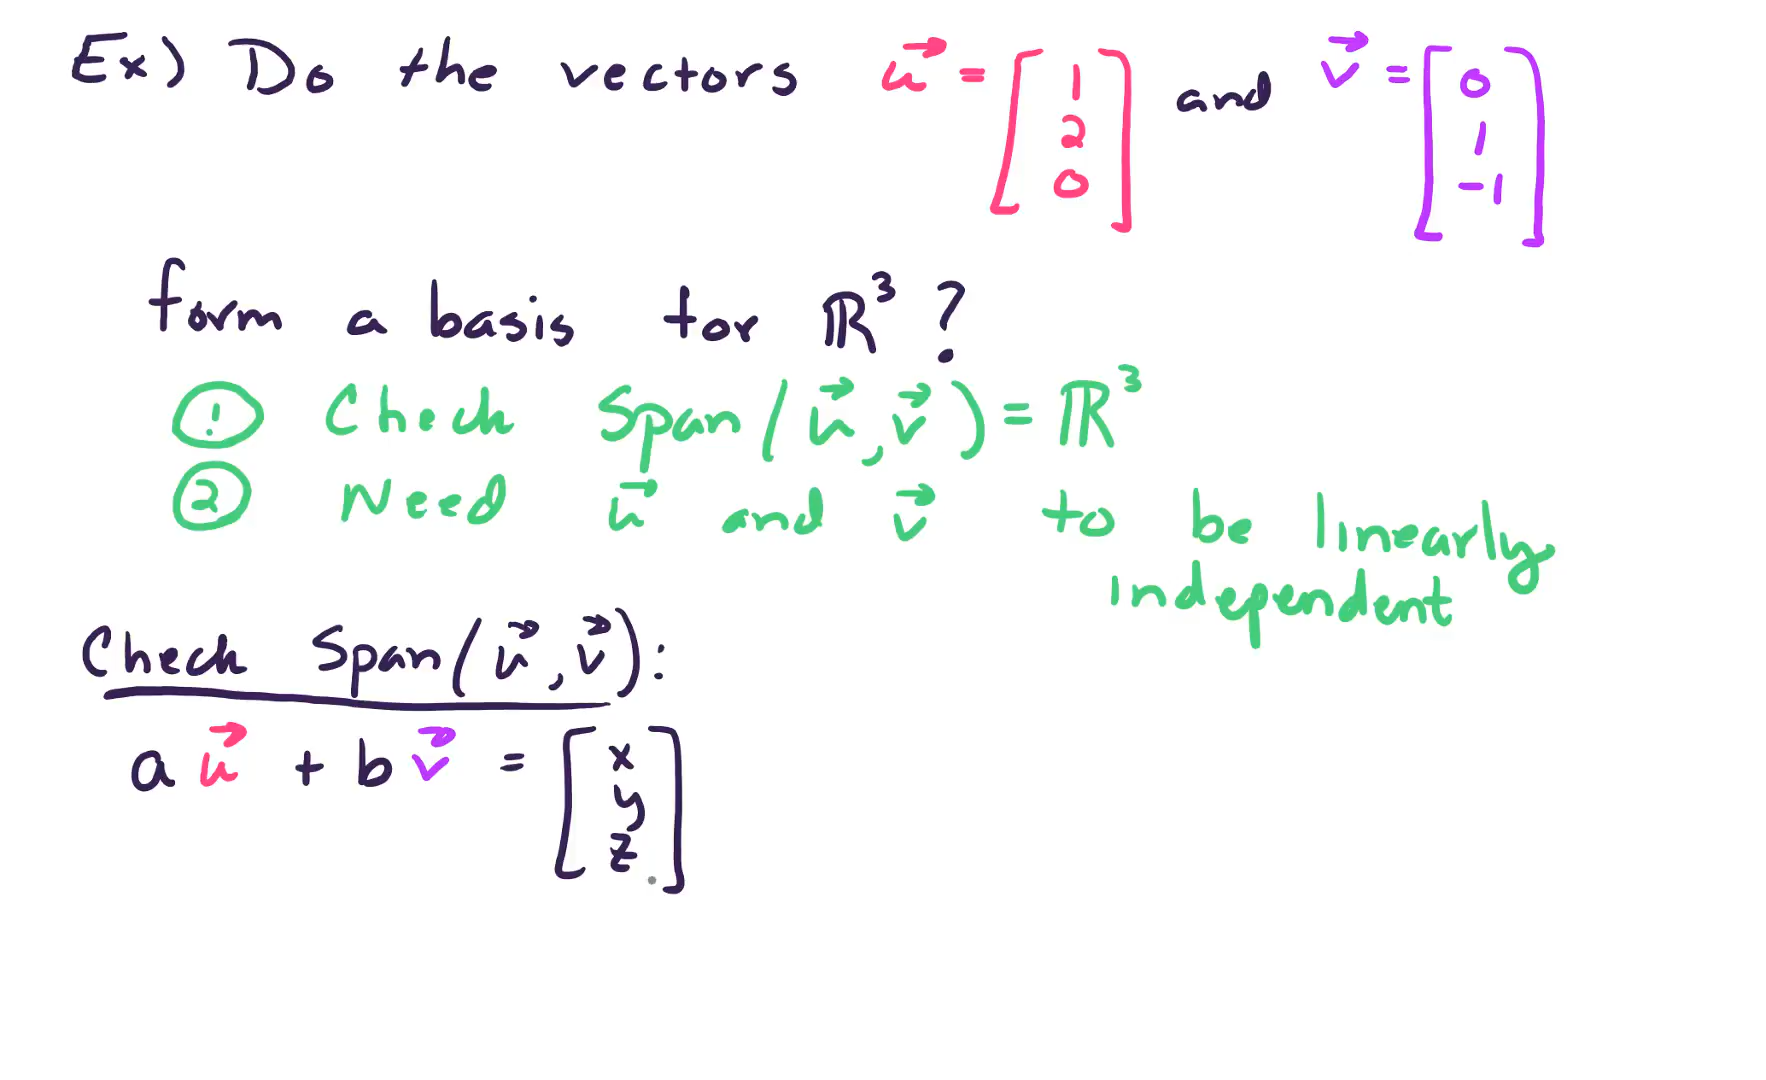 Ex) Do the vectors u⃗ = [1 2 0] and v⃗ = [0 1 -1]
form a basis for ℝ³?
① Check Span(u⃗, v⃗) = ℝ³
② Need u⃗ and v⃗ to be linearly
independent
Check Span(u⃗, v⃗):
a u⃗ + b v⃗ = [x y z]